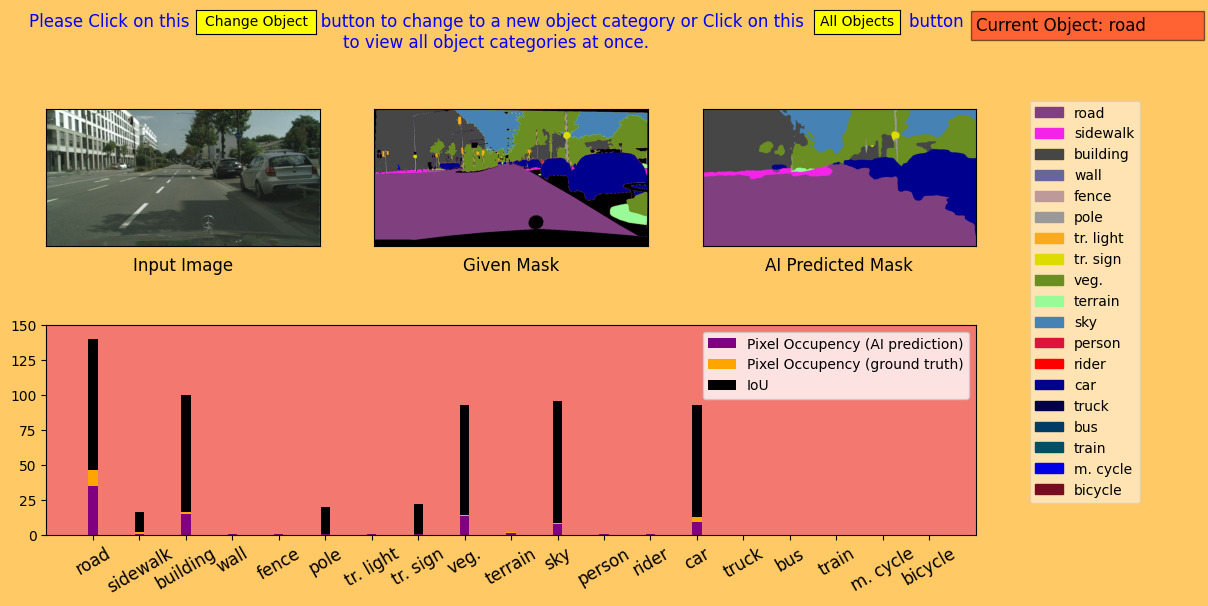 Please Click on this Change Object button to change to a new object category or Click on this All Objects button
to view all object categories at once.
Current Object: road
Input Image
Given Mask
AI Predicted Mask
road
sidewalk
building
wall
fence
pole
tr. light
tr. sign
veg.
terrain
sky
person
rider
car
truck
bus
train
m. cycle
bicycle
150
125
100
75
50
25
0
Pixel Occupancy (AI prediction)
Pixel Occupancy (ground truth)
IoU
road
sidewalk
building
wall
fence
pole
tr. light
tr. sign
veg.
terrain
sky
person
rider
car
truck
bus
train
m. cycle
bicycle